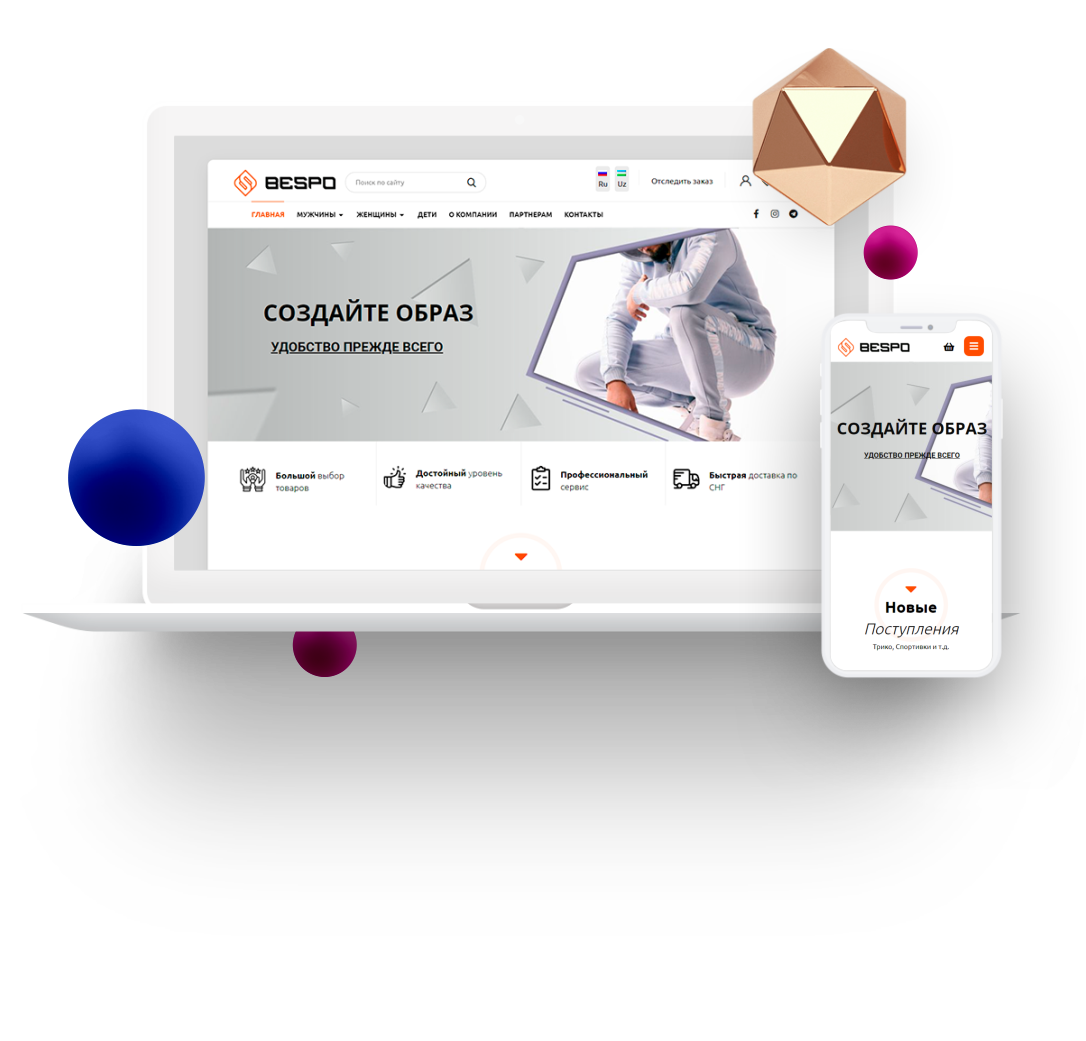 BESPO
Поиск по сайту
Ru
Uz
Отследить заказ
ГЛАВНАЯ МУЖЧИНЫ ЖЕНЩИНЫ ДЕТИ О КОМПАНИИ ПАРТНЕРАМ КОНТАКТЫ
СОЗДАЙТЕ ОБРАЗ
УДОБСТВО ПРЕЖДЕ ВСЕГО
Большой выбор
товаров
Достойный уровень
качества
Профессиональный
сервис
Быстрая доставка по
СНГ
BESPO
СОЗДАЙТЕ ОБРАЗ
УДОБСТВО ПРЕЖДЕ ВСЕГО
Новые
Поступления
Трико, Спортивки и т.д.